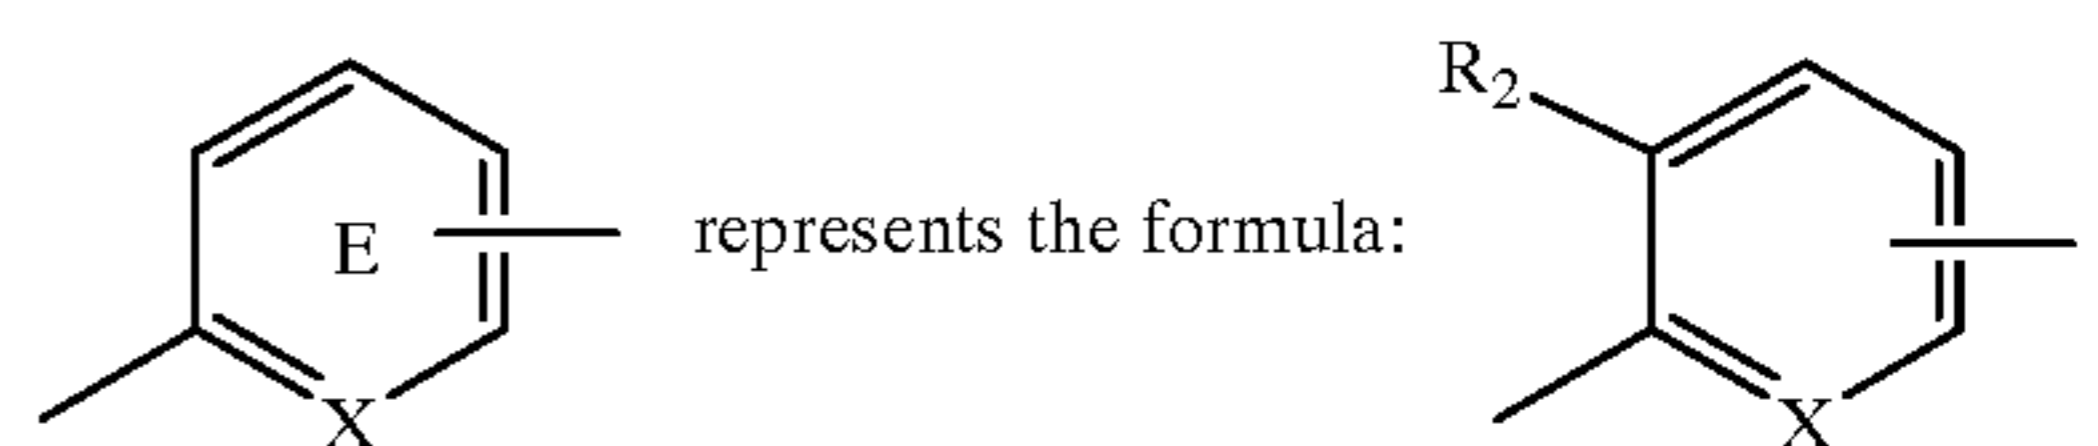 R2
E represents the formula:
X X